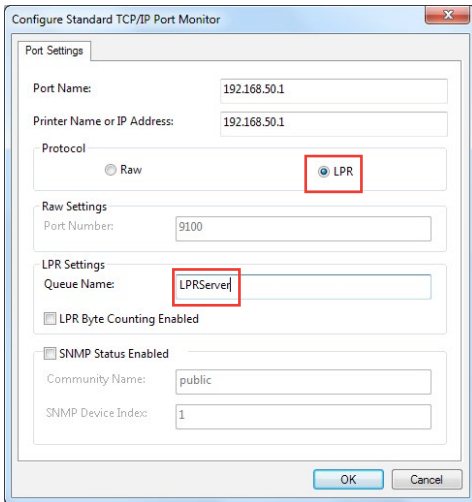 Configure Standard TCP/IP Port Monitor
Port Settings
Port Name: 192.168.50.1
Printer Name or IP Address: 192.168.50.1
Protocol
Raw LPR
Raw Settings
Port Number: 9100
LPR Settings
Queue Name: LPRServer
LPR Byte Counting Enabled
SNMP Status Enabled
Community Name: public
SNMP Device Index: 1
OK Cancel